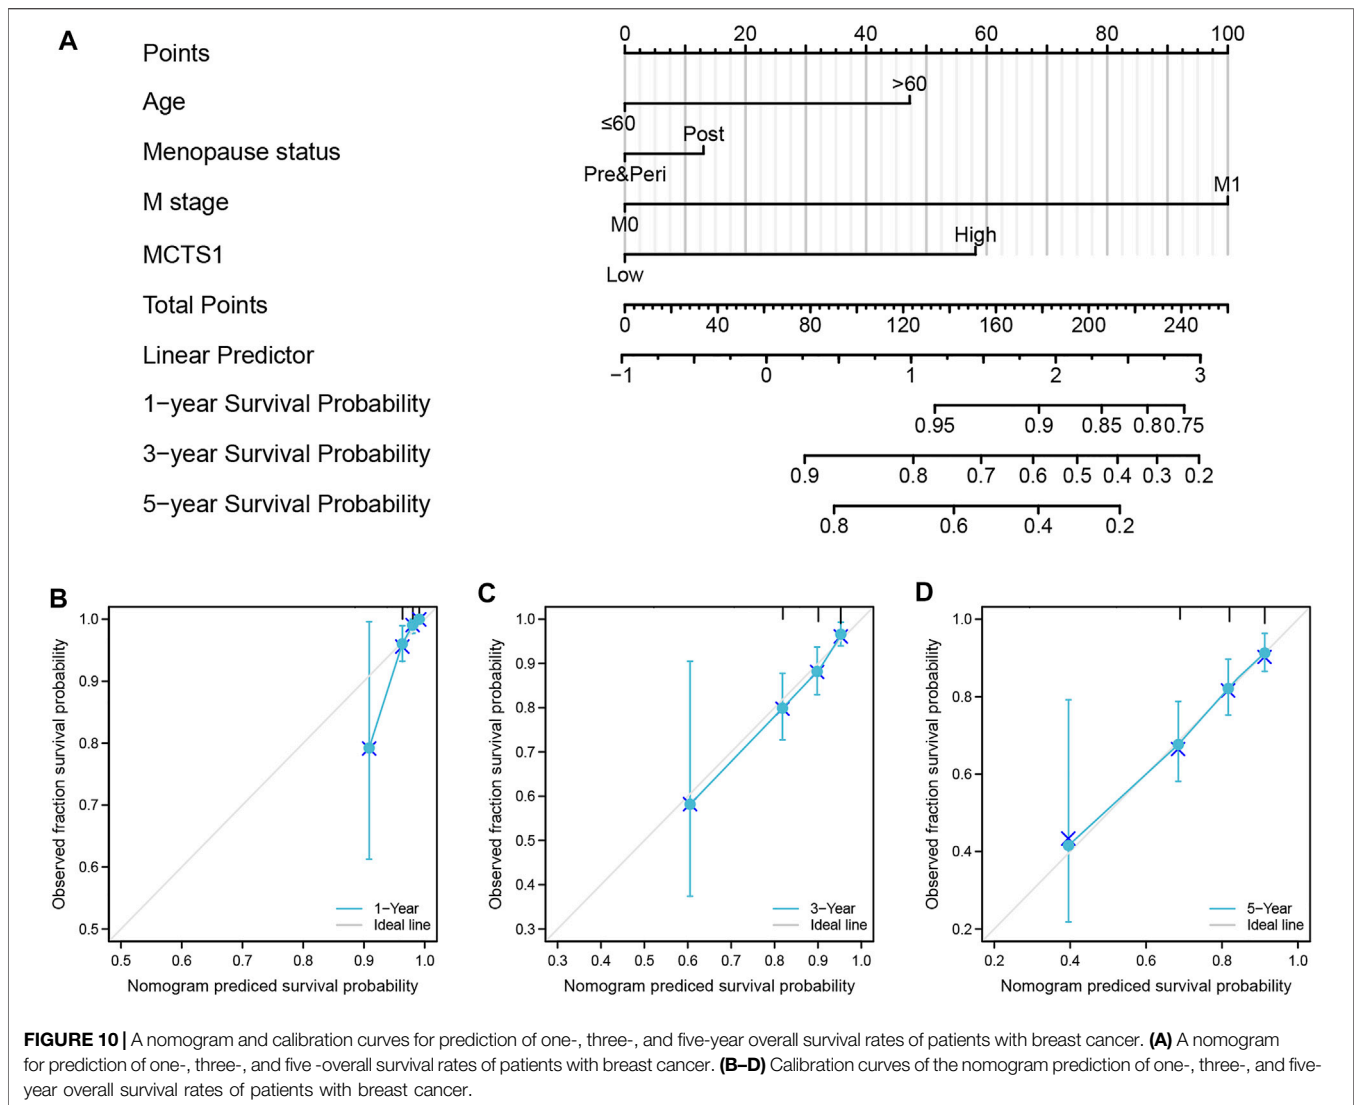 A
Points
0 20 40 60 80 100
Age
≤60 >60
Menopause status
Pre&Peri Post
M stage
M0 M1
MCTS1
Low High
Total Points
0 40 80 120 160 200 240
Linear Predictor
−1 0 1 2 3
1−year Survival Probability
0.95 0.9 0.85 0.8 0.75
3−year Survival Probability
0.9 0.8 0.7 0.6 0.5 0.4 0.3 0.2
5−year Survival Probability
0.8 0.6 0.4 0.2
B
Observed fraction survival probability
1.0
0.9
0.8
0.7
0.6
0.5
1−Year
Ideal line
0.5 0.6 0.7 0.8 0.9 1.0
Nomogram prediced survival probability
C
Observed fraction survival probability
1.0
0.9
0.8
0.7
0.6
0.5
0.4
0.3
3−Year
Ideal line
0.3 0.4 0.5 0.6 0.7 0.8 0.9 1.0
Nomogram prediced survival probability
D
Observed fraction survival probability
1.0
0.8
0.6
0.4
0.2
5−Year
Ideal line
0.2 0.4 0.6 0.8 1.0
Nomogram prediced survival probability
FIGURE 10 | A nomogram and calibration curves for prediction of one-, three-, and five-year overall survival rates of patients with breast cancer. (A) A nomogram
for prediction of one-, three-, and five -overall survival rates of patients with breast cancer. (B–D) Calibration curves of the nomogram prediction of one-, three-, and five-
year overall survival rates of patients with breast cancer.